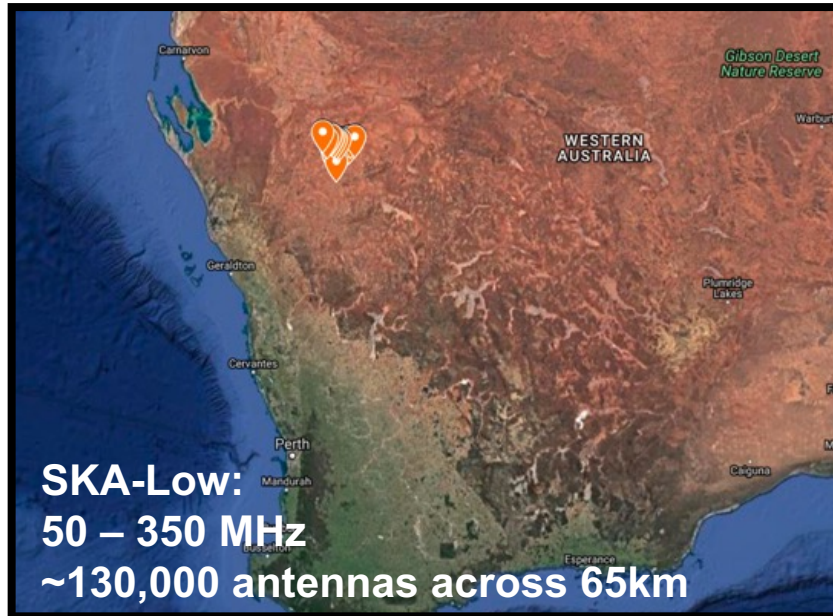 Carnarvon
Gibson Desert
Nature Reserve
Warburt
WESTERN
AUSTRALIA
Geraldton
Plumridge
Lakes
Cervantes
Perth
Caiguna
SKA-Low:
Mandurah
50 – 350 MHz
Busselton
Esperance
~130,000 antennas across 65km